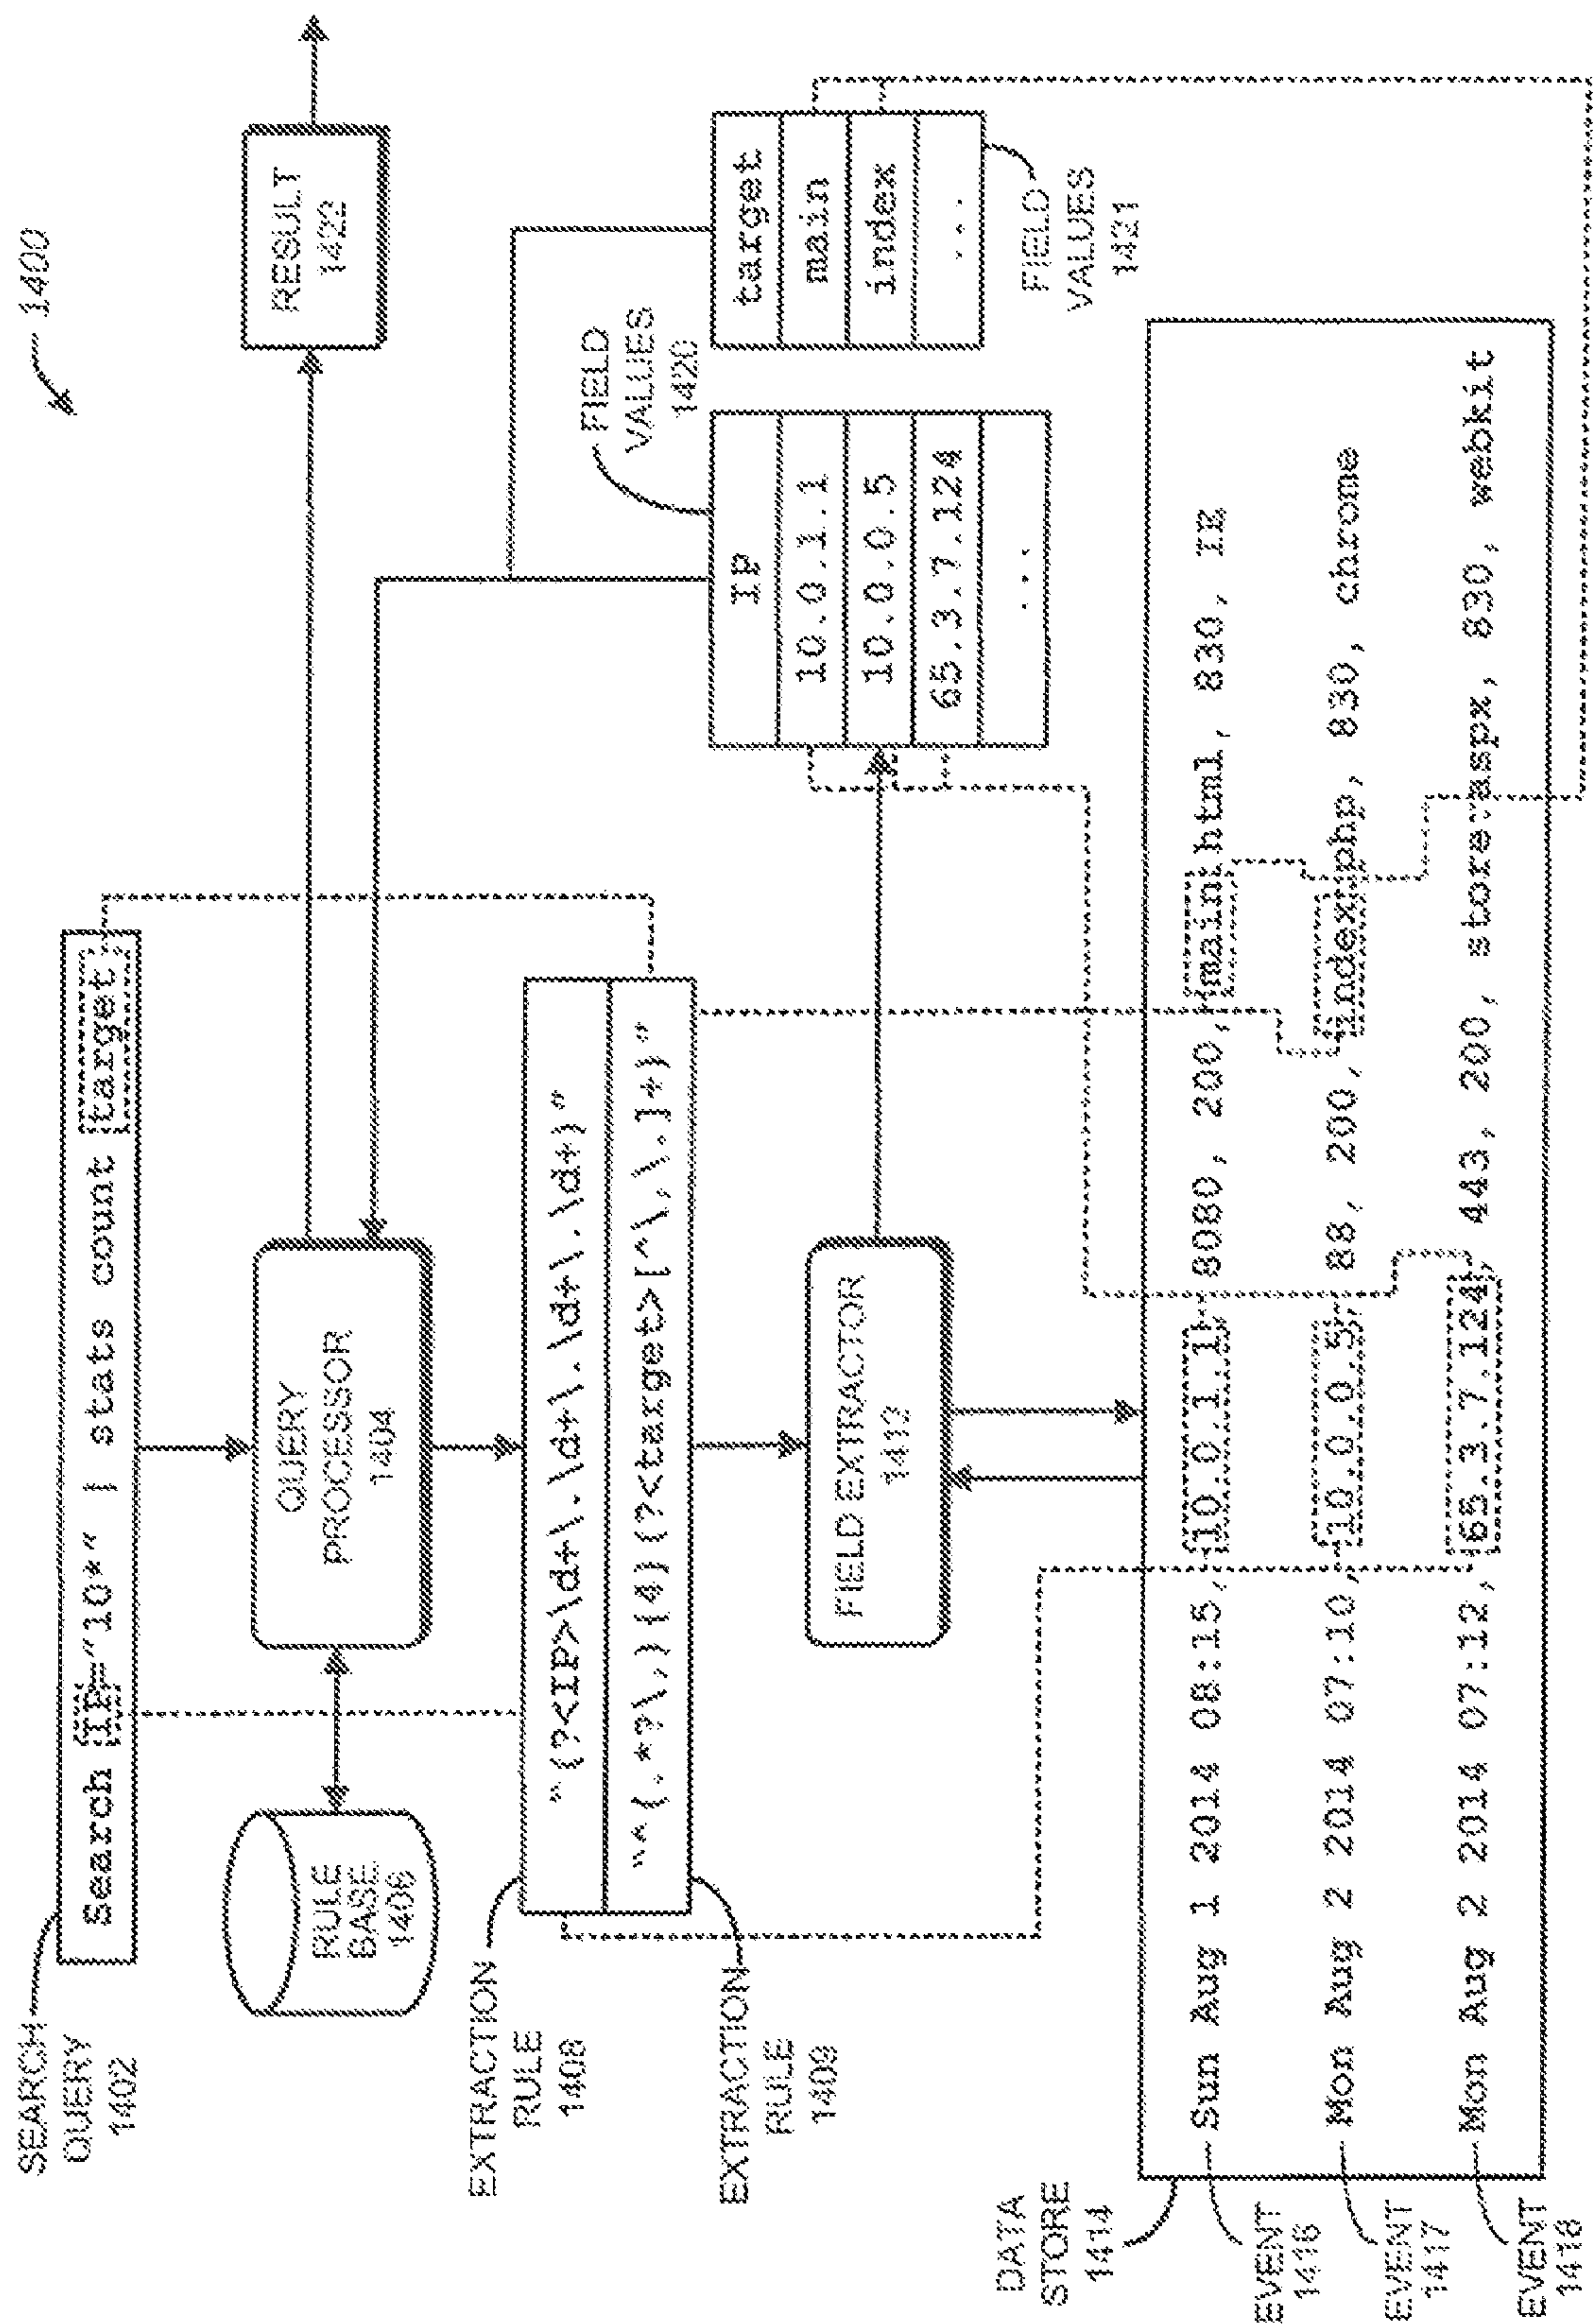 1400
SEARCH
QUERY
1402
Search IP="10*" | stats count target
RULE
BASE
1406
QUERY
PROCESSOR
1404
RESULT
1422
EXTRACTION
RULE
1408
"(?<IP>\d+\.\d+\.\d+\.\d+)"
EXTRACTION
RULE
1409
"^(.*?\,){4}(?<target>[^\,\.]+)"
FIELD
VALUES
1420
IP
10.0.1.1
10.0.0.5
65.3.7.124
...
target
main
index
...
FIELD
VALUES
1421
FIELD EXTRACTOR
1412
DATA
STORE
1414
EVENT
1416
Sun Aug 1 2014 08:15, 10.0.1.1, 8080, 200, main.html, 830, IE
EVENT
1417
Mon Aug 2 2014 07:10, 10.0.0.5, 88, 200, index.php, 830, chrome
EVENT
1418
Mon Aug 2 2014 07:12, 65.3.7.124, 443, 200, store.aspx, 830, webkit